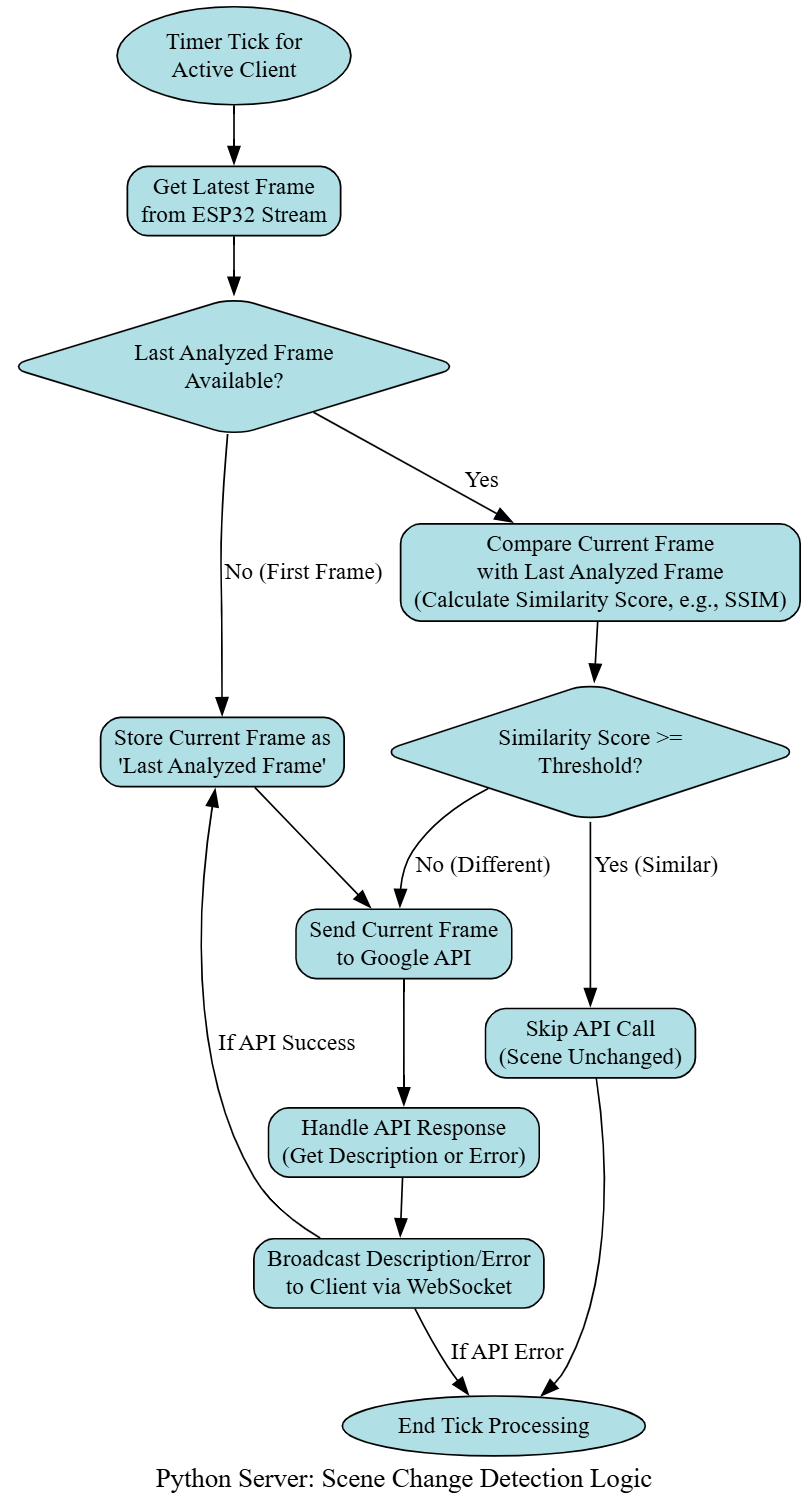 Timer Tick for
Active Client
Get Latest Frame
from ESP32 Stream
Last Analyzed Frame
Available?
Yes
Compare Current Frame
with Last Analyzed Frame
(Calculate Similarity Score, e.g., SSIM)
No (First Frame)
Store Current Frame as
'Last Analyzed Frame'
Similarity Score >=
Threshold?
No (Different)
Yes (Similar)
Send Current Frame
to Google API
Skip API Call
(Scene Unchanged)
If API Success
Handle API Response
(Get Description or Error)
Broadcast Description/Error
to Client via WebSocket
If API Error
End Tick Processing
Python Server: Scene Change Detection Logic